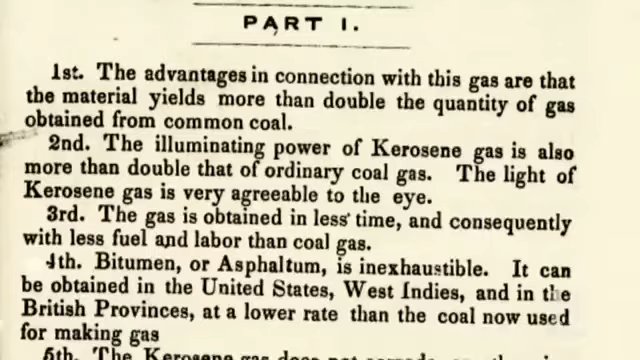 PART I.
1st. The advantages in connection with this gas are that
the material yields more than double the quantity of gas
obtained from common coal.
2nd. The illuminating power of Kerosene gas is also
more than double that of ordinary coal gas. The light of
Kerosene gas is very agreeable to the eye.
3rd. The gas is obtained in less time, and consequently
with less fuel and labor than coal gas.
4th. Bitumen, or Asphaltum, is inexhaustible. It can
be obtained in the United States, West Indies, and in the
British Provinces, at a lower rate than the coal now used
for making gas
5th. The Kerosene gas does not